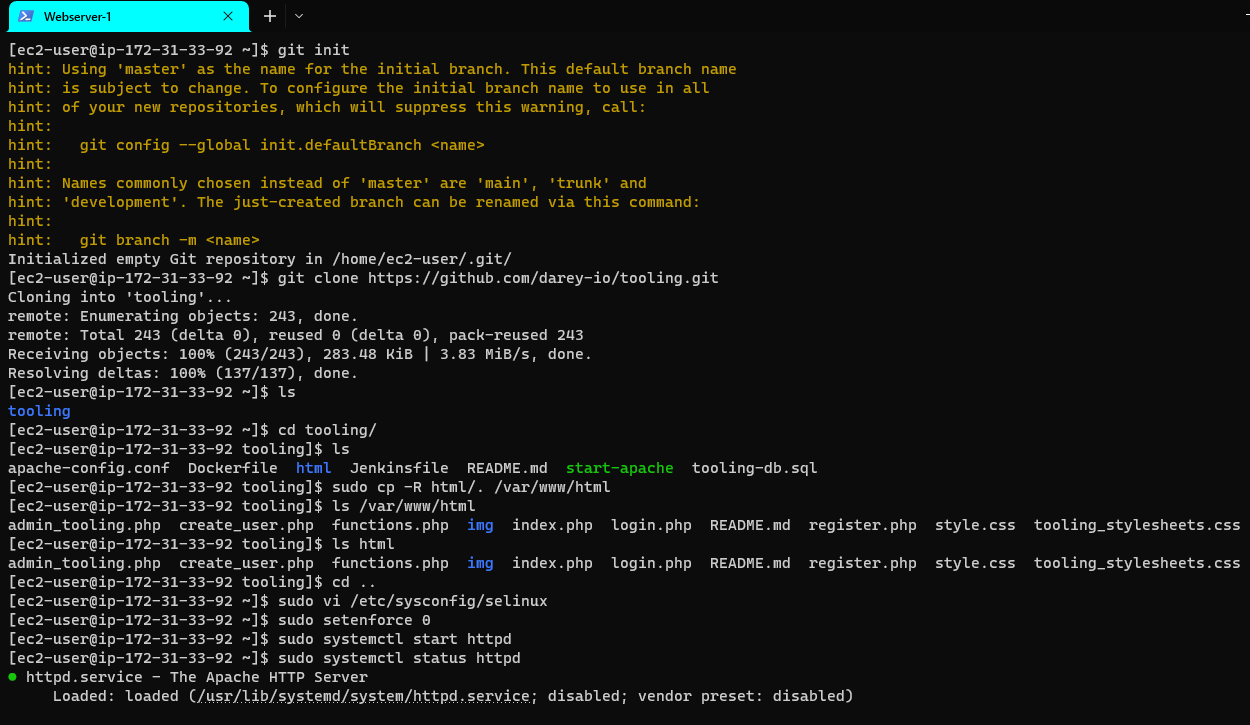 Webserver-1
[ec2-user@ip-172-31-33-92 ~]$ git init
hint: Using 'master' as the name for the initial branch. This default branch name
hint: is subject to change. To configure the initial branch name to use in all
hint: of your new repositories, which will suppress this warning, call:
hint:
hint:   git config --global init.defaultBranch <name>
hint:
hint: Names commonly chosen instead of 'master' are 'main', 'trunk' and
hint: 'development'. The just-created branch can be renamed via this command:
hint:
hint:   git branch -m <name>
Initialized empty Git repository in /home/ec2-user/.git/
[ec2-user@ip-172-31-33-92 ~]$ git clone https://github.com/darey-io/tooling.git
Cloning into 'tooling'...
remote: Enumerating objects: 243, done.
remote: Total 243 (delta 0), reused 0 (delta 0), pack-reused 243
Receiving objects: 100% (243/243), 283.48 KiB | 3.83 MiB/s, done.
Resolving deltas: 100% (137/137), done.
[ec2-user@ip-172-31-33-92 ~]$ ls
tooling
[ec2-user@ip-172-31-33-92 ~]$ cd tooling/
[ec2-user@ip-172-31-33-92 tooling]$ ls
apache-config.conf  Dockerfile  html  Jenkinsfile  README.md  start-apache  tooling-db.sql
[ec2-user@ip-172-31-33-92 tooling]$ sudo cp -R html/. /var/www/html
[ec2-user@ip-172-31-33-92 tooling]$ ls /var/www/html
admin_tooling.php  create_user.php  functions.php  img  index.php  login.php  README.md  register.php  style.css  tooling_stylesheets.css
[ec2-user@ip-172-31-33-92 tooling]$ ls html
admin_tooling.php  create_user.php  functions.php  img  index.php  login.php  README.md  register.php  style.css  tooling_stylesheets.css
[ec2-user@ip-172-31-33-92 tooling]$ cd ..
[ec2-user@ip-172-31-33-92 ~]$ sudo vi /etc/sysconfig/selinux
[ec2-user@ip-172-31-33-92 ~]$ sudo setenforce 0
[ec2-user@ip-172-31-33-92 ~]$ sudo systemctl start httpd
[ec2-user@ip-172-31-33-92 ~]$ sudo systemctl status httpd
● httpd.service - The Apache HTTP Server
     Loaded: loaded (/usr/lib/systemd/system/httpd.service; disabled; vendor preset: disabled)